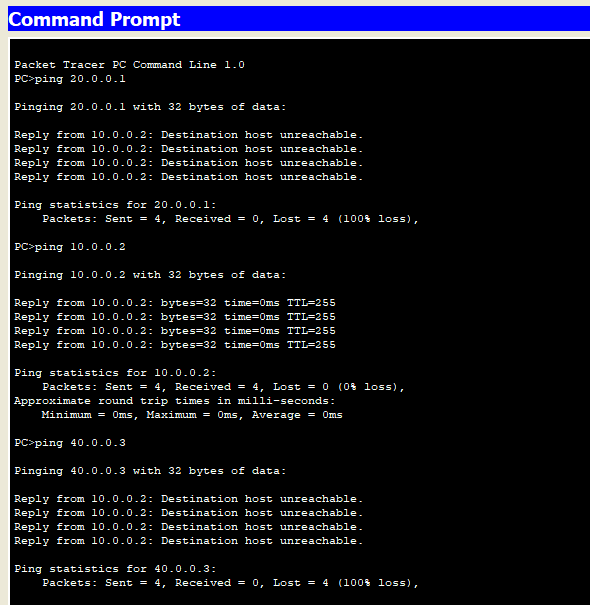 Command Prompt
Packet Tracer PC Command Line 1.0
PC>ping 20.0.0.1
Pinging 20.0.0.1 with 32 bytes of data:
Reply from 10.0.0.2: Destination host unreachable.
Reply from 10.0.0.2: Destination host unreachable.
Reply from 10.0.0.2: Destination host unreachable.
Reply from 10.0.0.2: Destination host unreachable.
Ping statistics for 20.0.0.1:
    Packets: Sent = 4, Received = 0, Lost = 4 (100% loss),
PC>ping 10.0.0.2
Pinging 10.0.0.2 with 32 bytes of data:
Reply from 10.0.0.2: bytes=32 time=0ms TTL=255
Reply from 10.0.0.2: bytes=32 time=0ms TTL=255
Reply from 10.0.0.2: bytes=32 time=0ms TTL=255
Reply from 10.0.0.2: bytes=32 time=0ms TTL=255
Ping statistics for 10.0.0.2:
    Packets: Sent = 4, Received = 4, Lost = 0 (0% loss),
Approximate round trip times in milli-seconds:
    Minimum = 0ms, Maximum = 0ms, Average = 0ms
PC>ping 40.0.0.3
Pinging 40.0.0.3 with 32 bytes of data:
Reply from 10.0.0.2: Destination host unreachable.
Reply from 10.0.0.2: Destination host unreachable.
Reply from 10.0.0.2: Destination host unreachable.
Reply from 10.0.0.2: Destination host unreachable.
Ping statistics for 40.0.0.3:
    Packets: Sent = 4, Received = 0, Lost = 4 (100% loss),